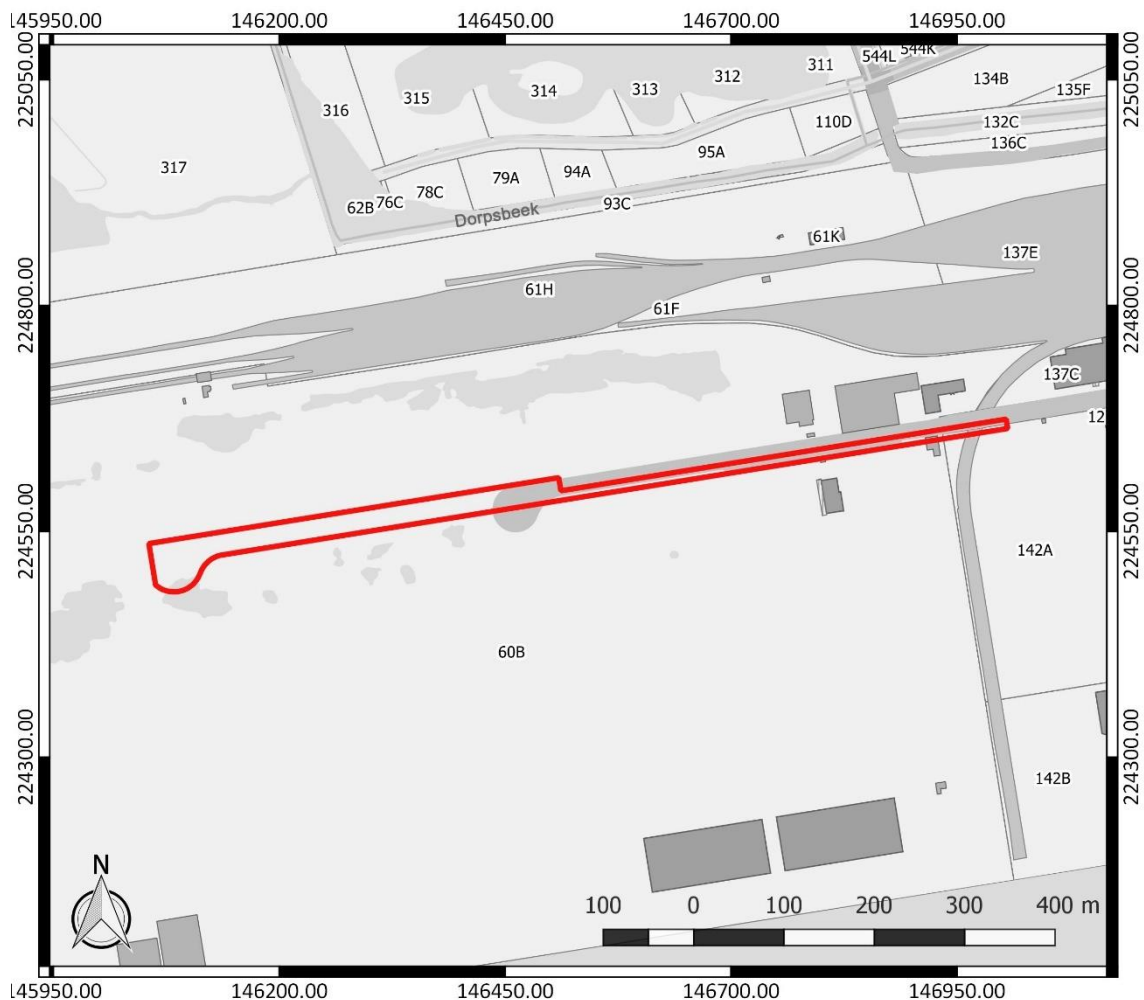 145950.00 146200.00 146450.00 146700.00 146950.00
225050.00 225050.00
544L 544K
311
312
313
314
315
316
134B
135F
110D
132C
136C
317
95A
94A
79A
78C
76C
62B
93C
Dorpsbeek
61K
137E
61H
61F
224800.00 224800.00
137C
12
224550.00 224550.00
142A
60B
224300.00 224300.00
142B
N
100 0 100 200 300 400 m
145950.00 146200.00 146450.00 146700.00 146950.00